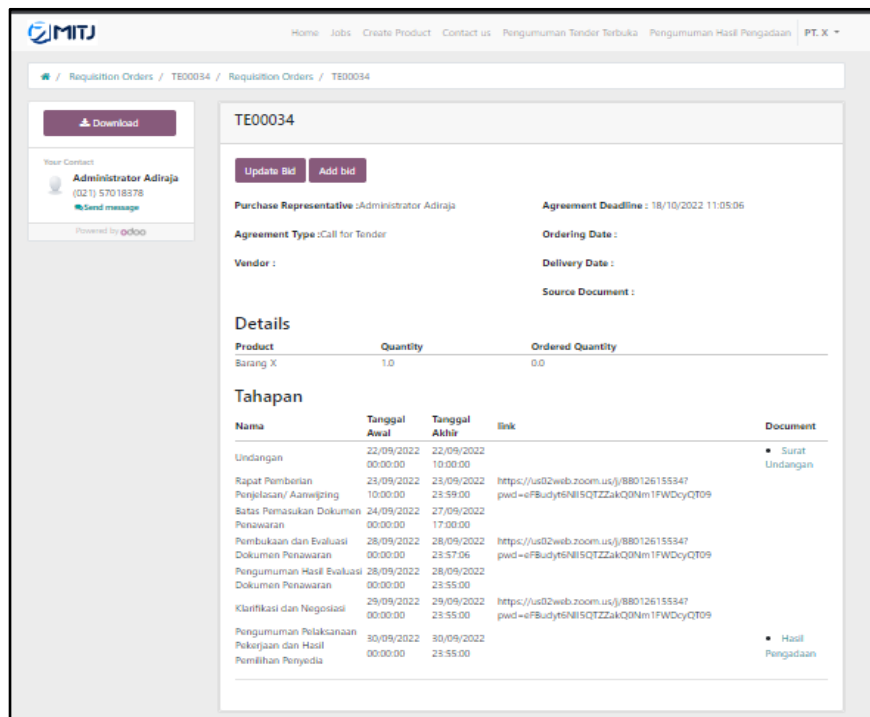 MITJ
Home Jobs Create Product Contact us Pengumuman Tender Terbuka Pengumuman Hasil Pengadaan PT. X
/ Requisition Orders / TE00034 / Requisition Orders / TE00034
Download
Your Contact
Administrator Adiraja
(021) 57018378
Send message
Powered by odoo
TE00034
Update Bid Add bid
Purchase Representative :Administrator Adiraja Agreement Deadline : 18/10/2022 11:05:06
Agreement Type :Call for Tender Ordering Date :
Vendor : Delivery Date :
Source Document :
Details
Product Quantity Ordered Quantity
Barang X 1.0 0.0
Tahapan
Nama Tanggal Awal Tanggal Akhir link Document
Undangan 22/09/2022 00:00:00 22/09/2022 10:00:00 Surat Undangan
Rapat Pemberian Penjelasan/ Aanwijzing 23/09/2022 10:00:00 23/09/2022 23:59:00 https://us02web.zoom.us/j/88012615534?
pwd=eFBudyt6NlI5QTZZakQ0Nm1FWDcyQT09
Batas Pemasukan Dokumen Penawaran 24/09/2022 00:00:00 27/09/2022 17:00:00
Pembukaan dan Evaluasi Dokumen Penawaran 28/09/2022 00:00:00 28/09/2022 23:57:06 https://us02web.zoom.us/j/88012615534?
pwd=eFBudyt6NlI5QTZZakQ0Nm1FWDcyQT09
Pengumuman Hasil Evaluasi Dokumen Penawaran 28/09/2022 00:00:00 28/09/2022 23:55:00
Klarifikasi dan Negosiasi 29/09/2022 00:00:00 29/09/2022 23:55:00 https://us02web.zoom.us/j/88012615534?
pwd=eFBudyt6NlI5QTZZakQ0Nm1FWDcyQT09
Pengumuman Pelaksanaan Pekerjaan dan Hasil Pemilihan Penyedia 30/09/2022 00:00:00 30/09/2022 23:55:00 Hasil Pengadaan